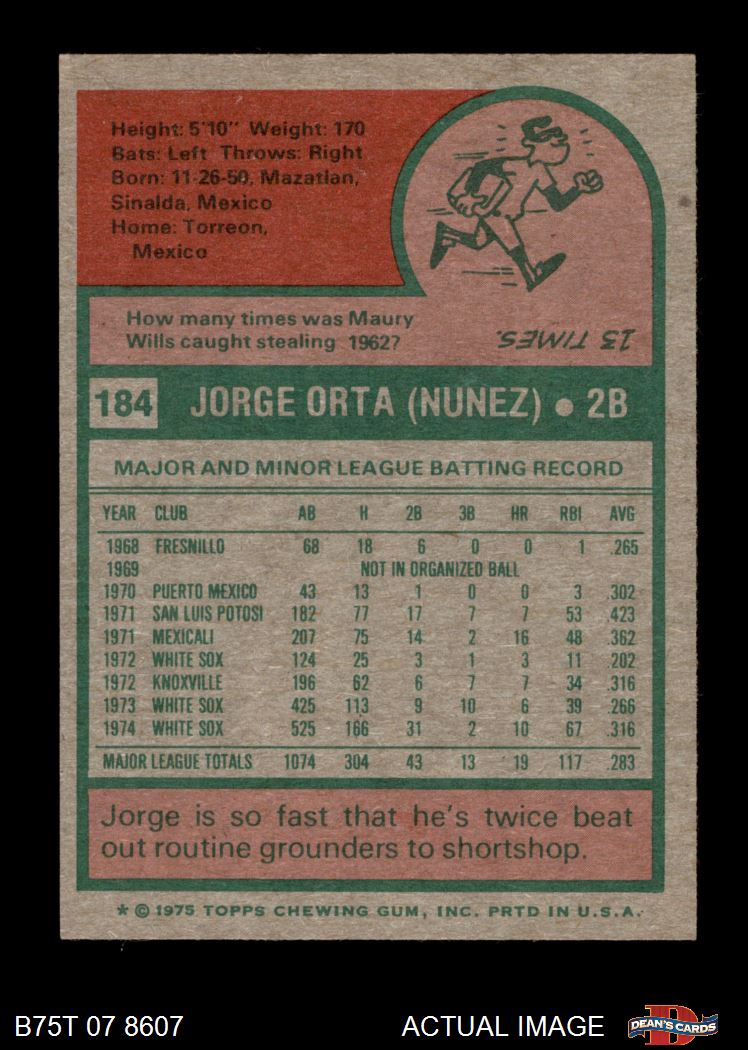 Height: 5'10" Weight: 170
Bats: Left Throws: Right
Born: 11-26-50, Mazatlan,
Sinalda, Mexico
Home: Torreon,
Mexico
How many times was Maury
Wills caught stealing 1962?
13 TIMES.
184 JORGE ORTA (NUNEZ) ● 2B
MAJOR AND MINOR LEAGUE BATTING RECORD
YEAR CLUB AB H 2B 3B HR RBI AVG
1968 FRESNILLO 68 18 6 0 0 1 .265
1969 NOT IN ORGANIZED BALL
1970 PUERTO MEXICO 43 13 1 0 0 3 .302
1971 SAN LUIS POTOSI 182 77 17 7 7 53 .423
1971 MEXICALI 207 75 14 2 16 48 .362
1972 WHITE SOX 124 25 3 1 3 11 .202
1972 KNOXVILLE 196 62 6 7 7 34 .316
1973 WHITE SOX 425 113 9 10 6 39 .266
1974 WHITE SOX 525 166 31 2 10 67 .316
MAJOR LEAGUE TOTALS 1074 304 43 13 19 117 .283
Jorge is so fast that he's twice beat
out routine grounders to shortshop.
* © 1975 TOPPS CHEWING GUM, INC. PRTD IN U.S.A.
B75T 07 8607 ACTUAL IMAGE DEAN'S CARDS